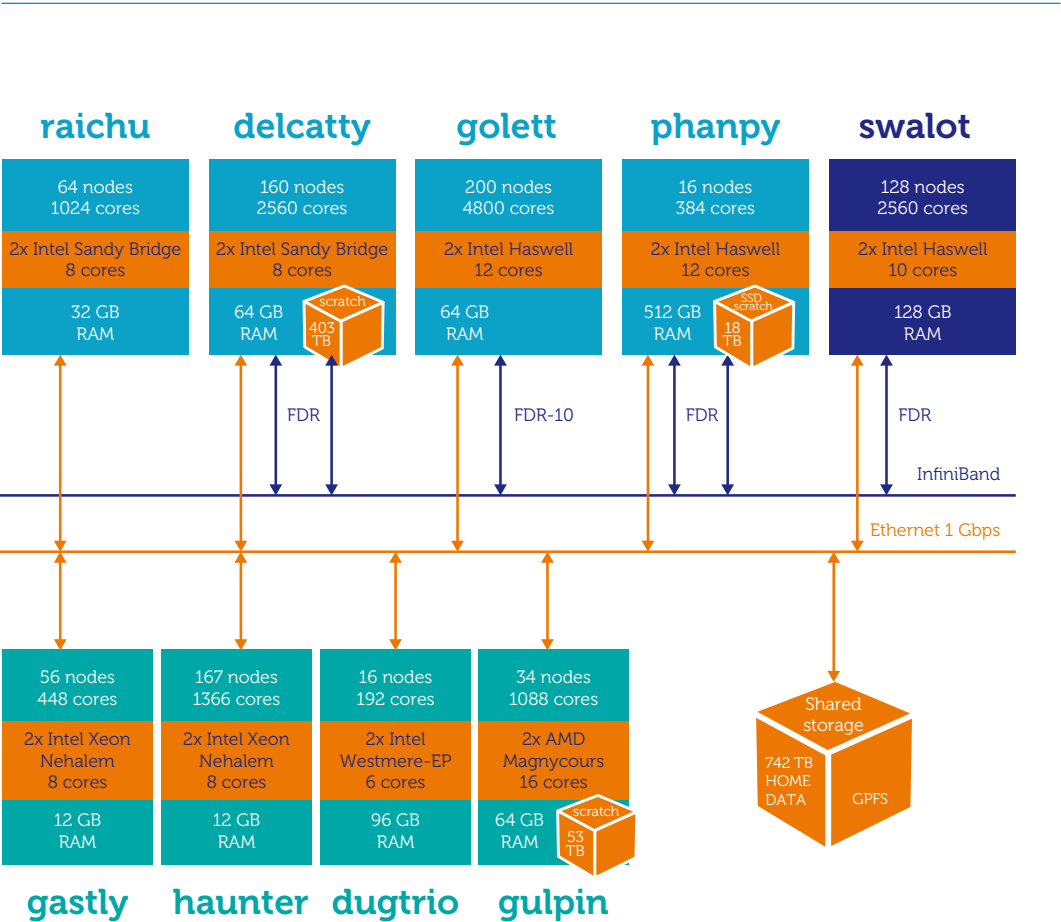 raichu
64 nodes
1024 cores
2x Intel Sandy Bridge
8 cores
32 GB
RAM
delcatty
160 nodes
2560 cores
2x Intel Sandy Bridge
8 cores
64 GB
RAM
scratch
403
TB
FDR
golett
200 nodes
4800 cores
2x Intel Haswell
12 cores
64 GB
RAM
FDR-10
phanpy
16 nodes
384 cores
2x Intel Haswell
12 cores
512 GB
RAM
SSD
scratch
18
TB
FDR
swalot
128 nodes
2560 cores
2x Intel Haswell
10 cores
128 GB
RAM
FDR
InfiniBand
Ethernet 1 Gbps
56 nodes
448 cores
2x Intel Xeon
Nehalem
8 cores
12 GB
RAM
gastly
167 nodes
1366 cores
2x Intel Xeon
Nehalem
8 cores
12 GB
RAM
haunter
16 nodes
192 cores
2x Intel
Westmere-EP
6 cores
96 GB
RAM
dugtrio
34 nodes
1088 cores
2x AMD
Magnycours
16 cores
64 GB
RAM
scratch
53
TB
gulpin
Shared
storage
742 TB
HOME
DATA
GPFS